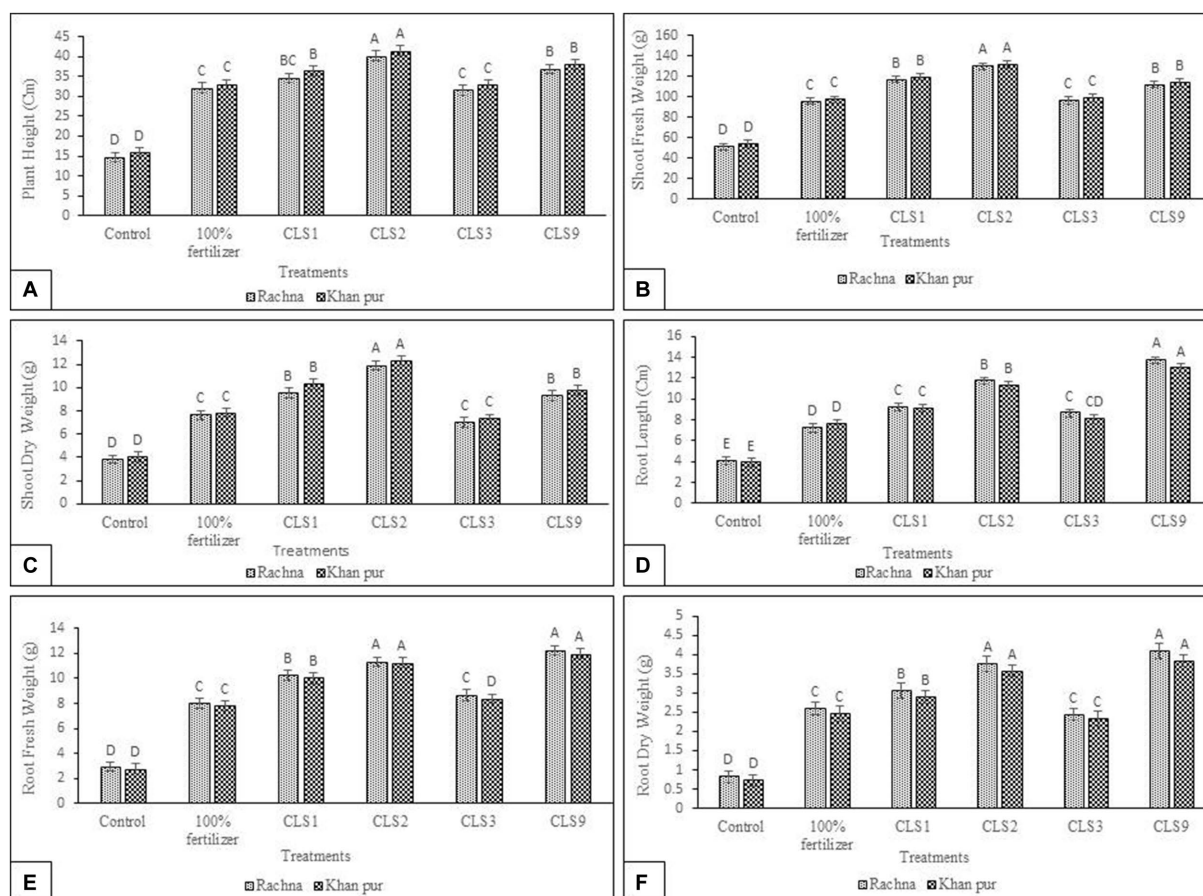 Plant Height (Cm)
45
40
35
30
25
20
15
10
5
0
D D C C BC B A A C C B B
Control 100% fertilizer CLS1 CLS2 CLS3 CLS9
Treatments
Rachna Khan pur
A
Shoot Fresh Weight (g)
160
140
120
100
80
60
40
20
0
D D C C B B A A C C B B
Control 100% fertilizer CLS1 CLS2 CLS3 CLS9
Treatments
Rachna Khan pur
B
Shoot Dry Weight (g)
14
12
10
8
6
4
2
0
D D C C B B A A C C B B
Control 100% fertilizer CLS1 CLS2 CLS3 CLS9
Treatments
Rachna Khan pur
C
Root Length (Cm)
16
14
12
10
8
6
4
2
0
E E D D C C B B C CD A A
Control 100% fertilizer CLS1 CLS2 CLS3 CLS9
Treatments
Rachna Khan pur
D
Root Fresh Weight (g)
14
12
10
8
6
4
2
0
D D C C B B A A C D A A
Control 100% fertilizer CLS1 CLS2 CLS3 CLS9
Treatments
Rachna Khan pur
E
Root Dry Weight (g)
5
4.5
4
3.5
3
2.5
2
1.5
1
0.5
0
D D C C B B A A C C A A
Control 100% fertilizer CLS1 CLS2 CLS3 CLS9
Treatments
Rachna Khan pur
F